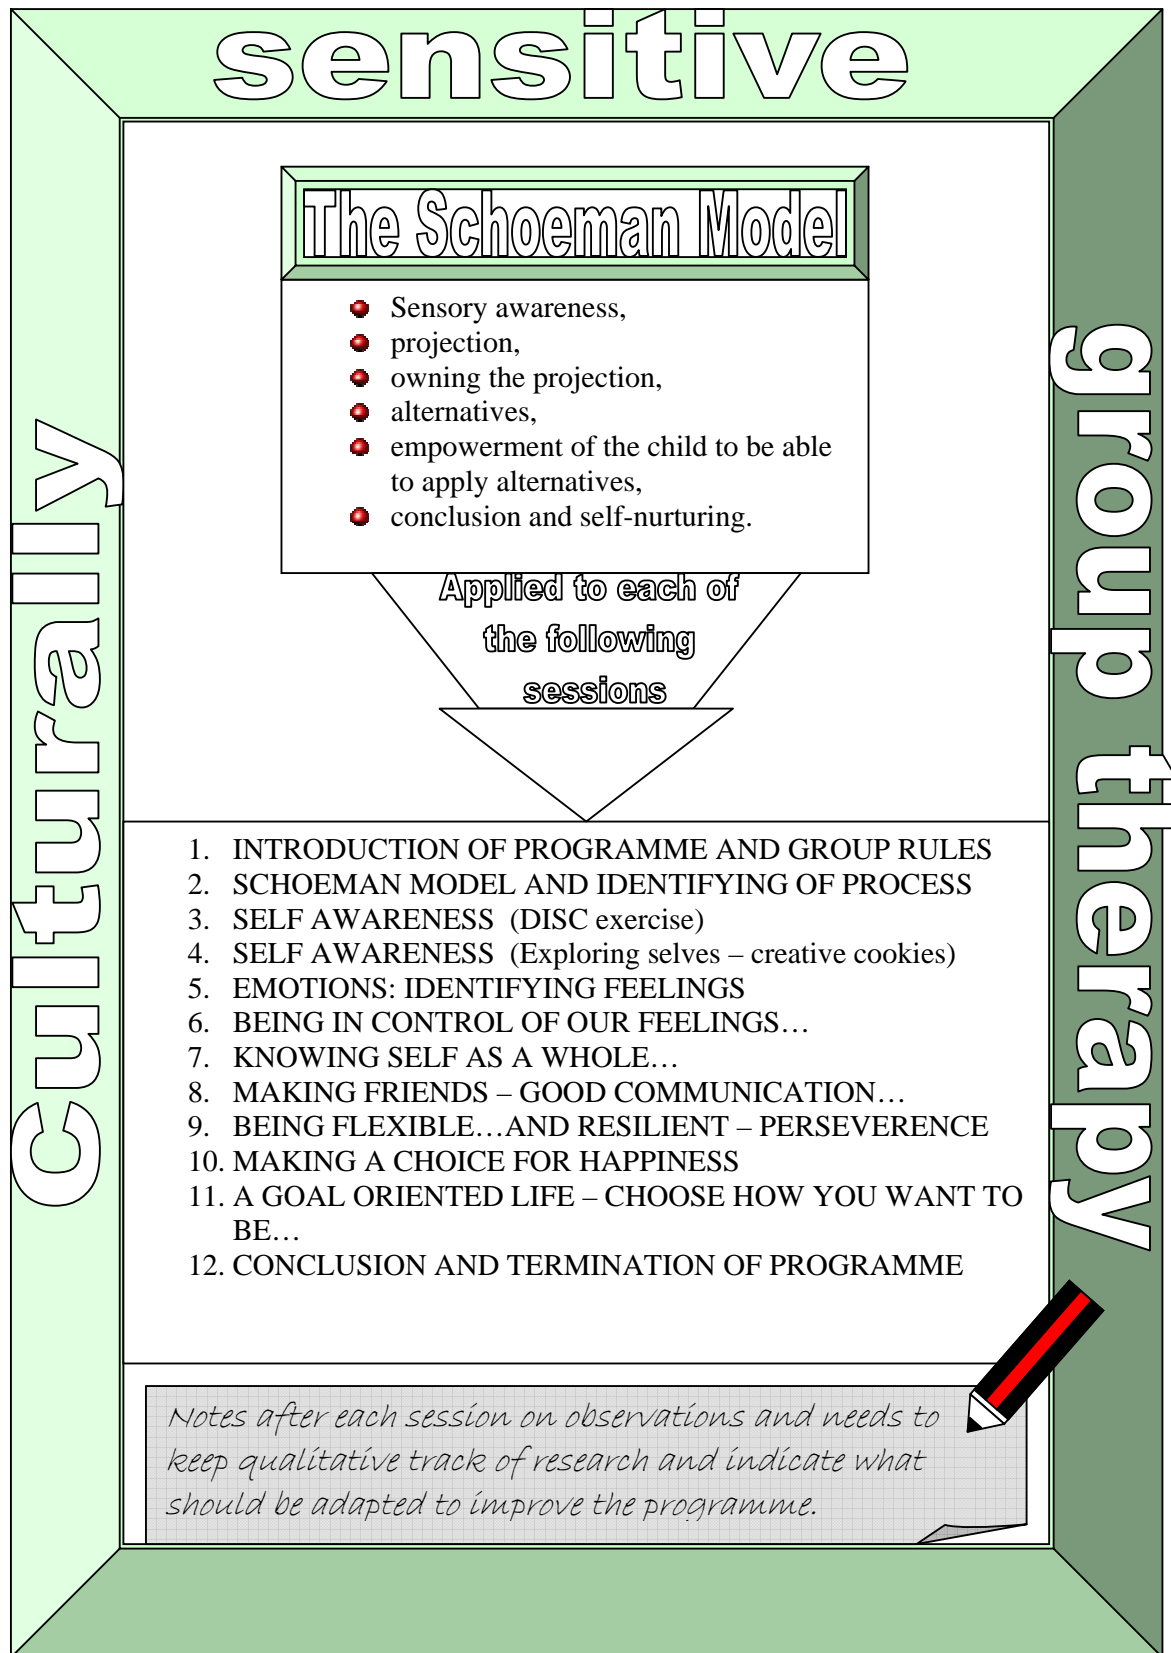 Culturally
sensitive
group therapy
The Schoeman Model
Sensory awareness,
projection,
owning the projection,
alternatives,
empowerment of the child to be able
to apply alternatives,
conclusion and self-nurturing.
Applied to each of
the following
sessions
1. INTRODUCTION OF PROGRAMME AND GROUP RULES
2. SCHOEMAN MODEL AND IDENTIFYING OF PROCESS
3. SELF AWARENESS (DISC exercise)
4. SELF AWARENESS (Exploring selves – creative cookies)
5. EMOTIONS: IDENTIFYING FEELINGS
6. BEING IN CONTROL OF OUR FEELINGS…
7. KNOWING SELF AS A WHOLE…
8. MAKING FRIENDS – GOOD COMMUNICATION…
9. BEING FLEXIBLE…AND RESILIENT – PERSEVERENCE
10. MAKING A CHOICE FOR HAPPINESS
11. A GOAL ORIENTED LIFE – CHOOSE HOW YOU WANT TO
BE…
12. CONCLUSION AND TERMINATION OF PROGRAMME
Notes after each session on observations and needs to
keep qualitative track of research and indicate what
should be adapted to improve the programme.